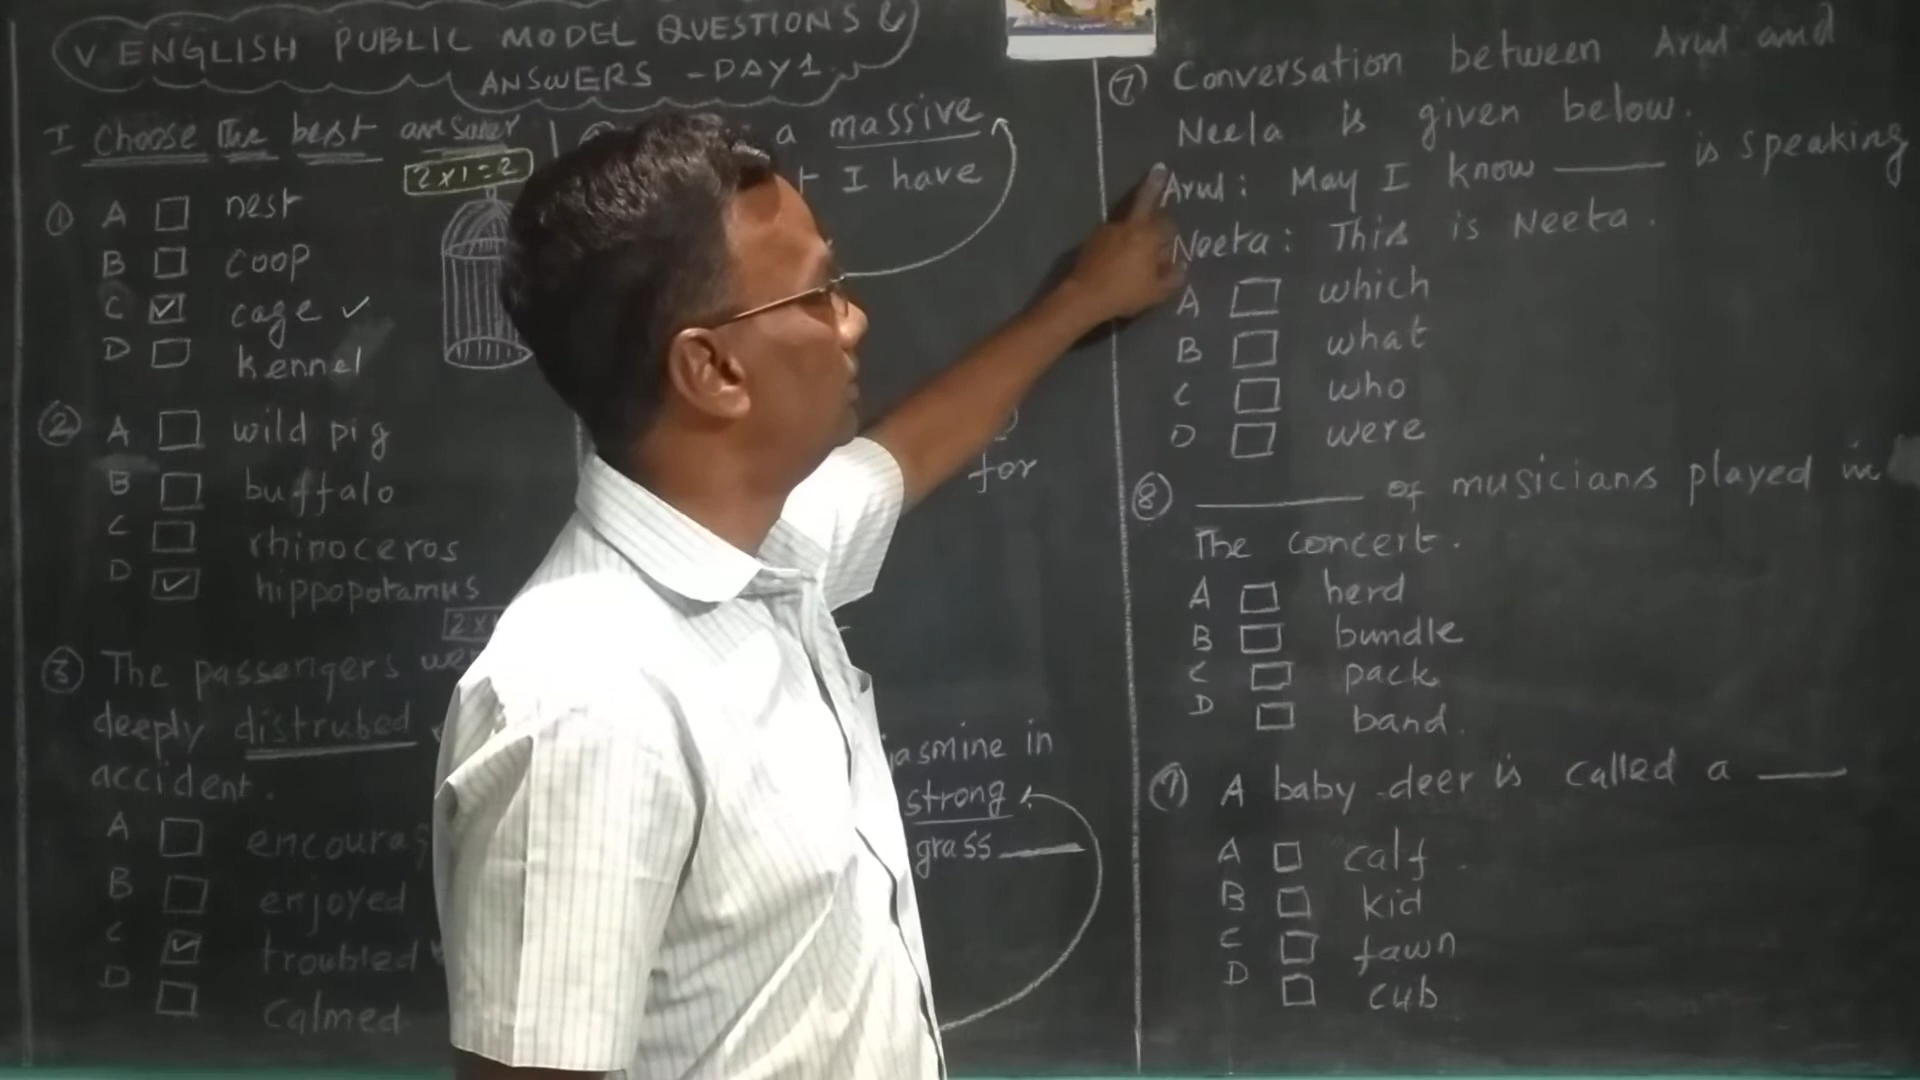 V ENGLISH PUBLIC MODEL QUESTIONS &
ANSWERS - DAY 1
I Choose The best answer
2 x 1 = 2
① A nest
B coop
C cage
D kennel
② A wild pig
B buffalo
C rhinoceros
D hippopotamus
③ The passengers
deeply distrubed
accident.
A
B enjoyed
C troubled
D calmed
a massive
I have
for
jasmine in
strong
grass
⑦ Conversation between Arul and
Neela is given below.
Arul: May I know ____ is speaking
Neeta: This is Neeta.
A which
B what
C who
D were
⑧ ____ of musicians played in
The concert.
A herd
B bundle
C pack
D band.
A baby deer is called a ____
A calf
B kid
C fawn
D cub